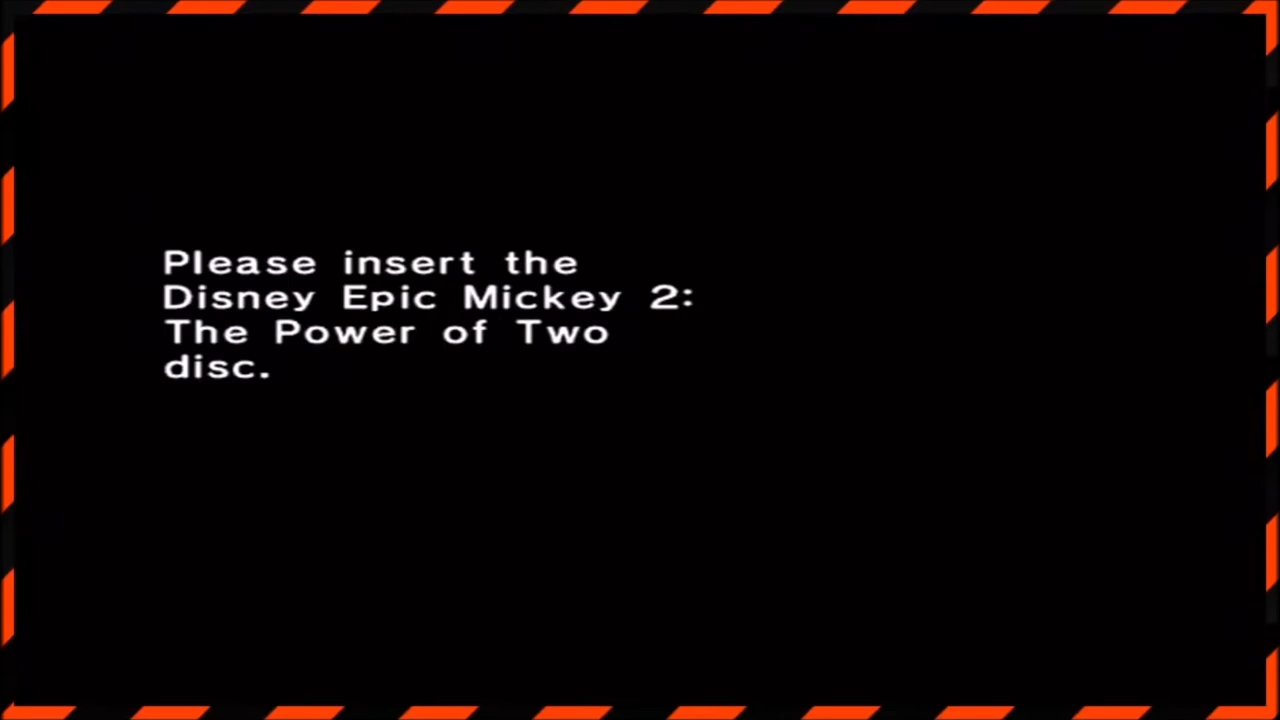 Please insert the
Disney Epic Mickey 2:
The Power of Two
disc.